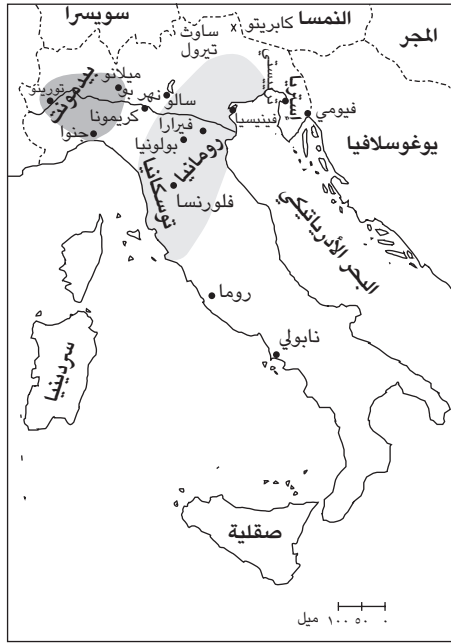 سويسرا
النمسا
المجر
ساوث
تيرول
كابريتو
ميلانو
بيدمونت
تورينو
نهر بو
سالو
كريمونا
جنوا
فينيسيا
فيومي
يوغوسلافيا
فيرارا
بولونيا
رومانيا
توسكانيا
فلورنسا
البحر الأدرياتيكي
روما
نابولي
سردينيا
صقلية
٠ ٥٠ ١٠٠ ميل